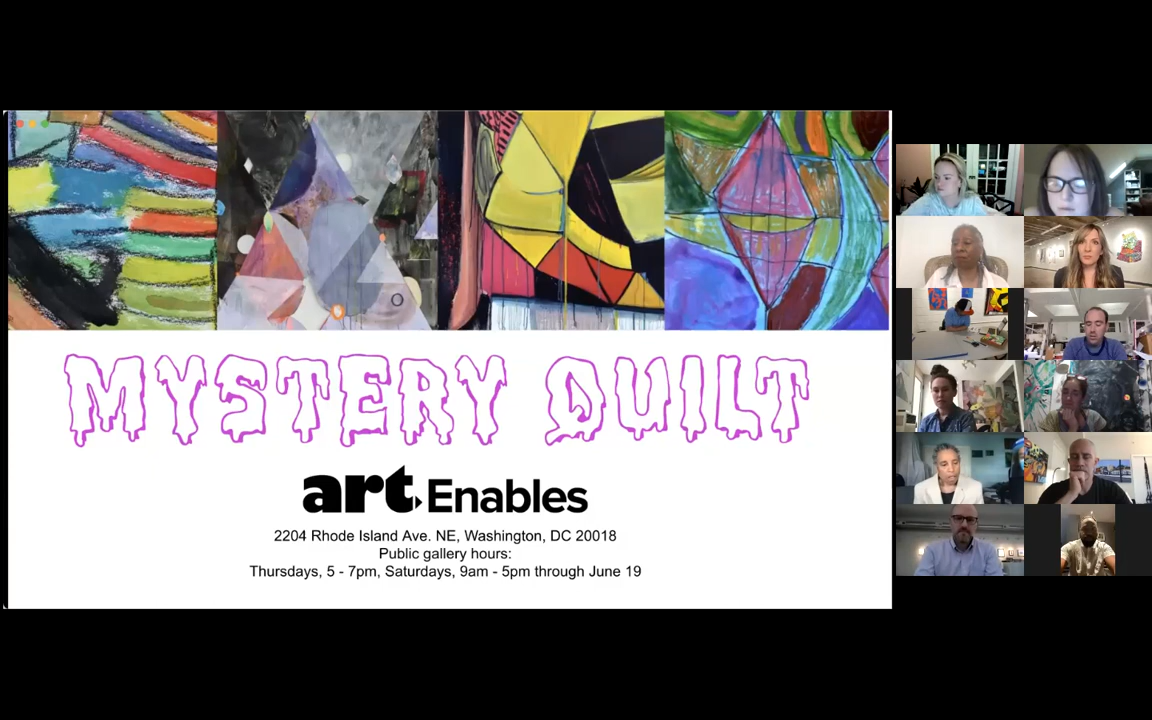 MYSTERY QUILT
art Enables
2204 Rhode Island Ave. NE, Washington, DC 20018
Public gallery hours:
Thursdays, 5 - 7pm, Saturdays, 9am - 5pm through June 19